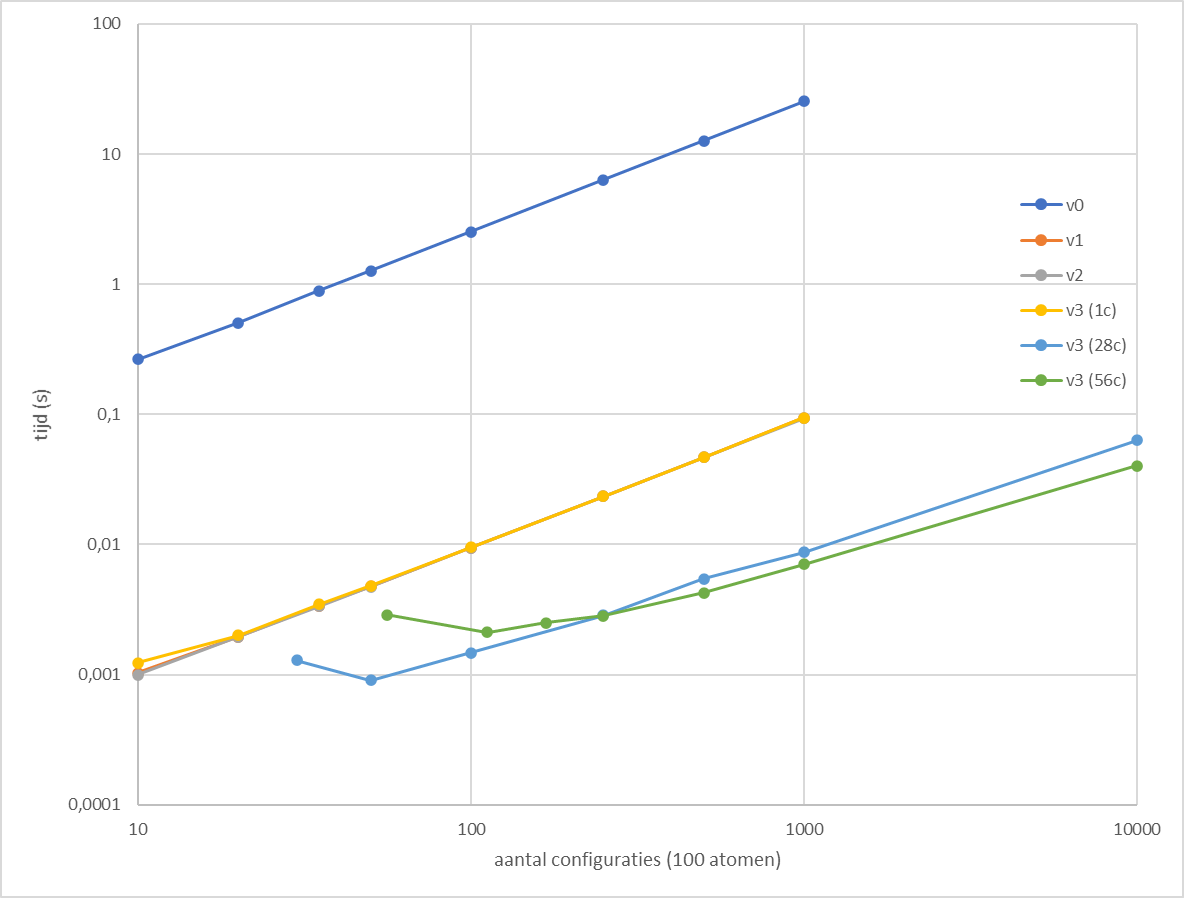 100
10
1
0,1
0,01
0,001
0,0001
tijd (s)
10
100
1000
10000
aantal configuraties (100 atomen)
v0
v1
v2
v3 (1c)
v3 (28c)
v3 (56c)